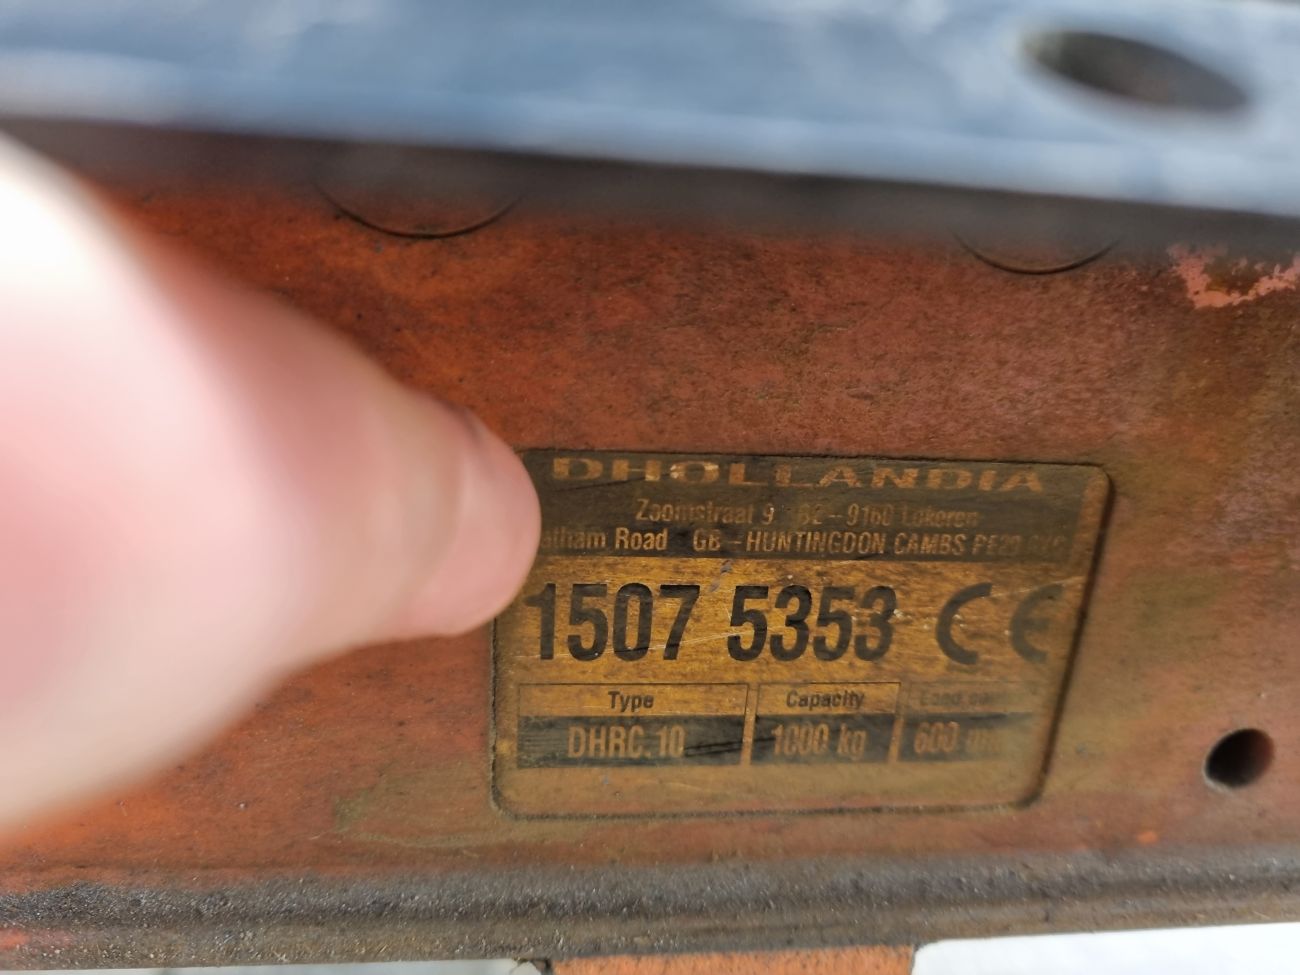 DHOLLANDIA
Zoomstraat 9 B2-9160 Lokeren
Road GB-HUNTINGDON CAMBS
1507 5353 CE
Type Capacity
DHRC.10 1000 kg 600